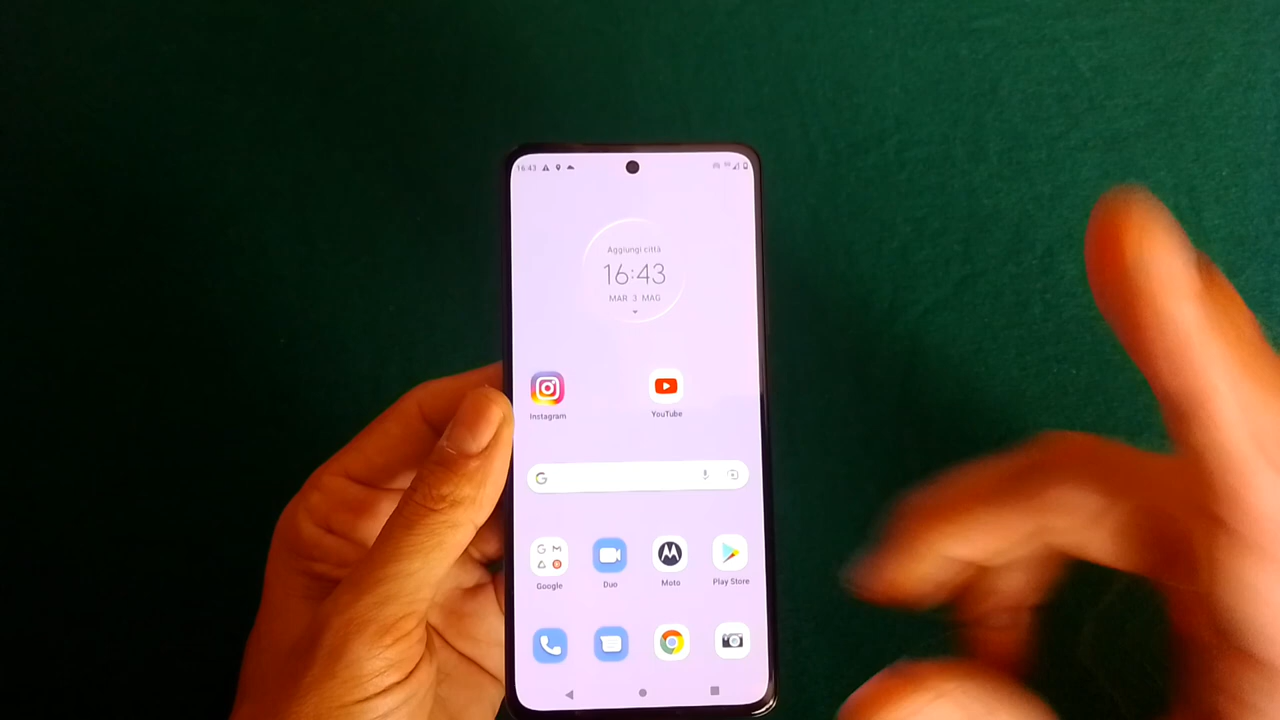 16:43
Aggiungi città
16:43
MAR 3 MAG
Instagram
YouTube
Google
Duo
Moto
Play Store